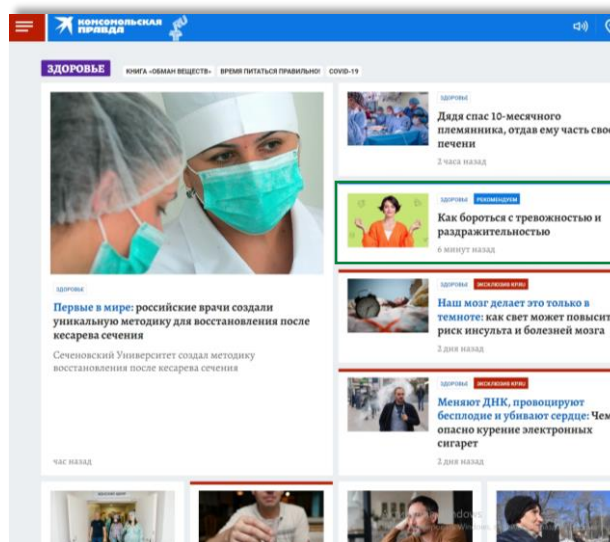 КОМСОМОЛЬСКАЯ
ПРАВДА
ЗДОРОВЬЕ
КНИГА «ОБМАН ВЕЩЕСТВ»
ВРЕМЯ ПИТАТЬСЯ ПРАВИЛЬНО!
COVID-19
ЗДОРОВЬЕ
Первые в мире: российские врачи создали
уникальную методику для восстановления после
кесарева сечения
Сеченовский Университет создал методику
восстановления после кесарева сечения
час назад
ЗДОРОВЬЕ
Дядя спас 10-месячного
племянника, отдав ему часть свое
печени
2 часа назад
ЗДОРОВЬЕ РЕКОМЕНДУЕМ
Как бороться с тревожностью и
раздражительностью
6 минут назад
ЗДОРОВЬЕ ЭКСКЛЮЗИВ KP.RU
Наш мозг делает это только в
темноте: как свет может повысит
риск инсульта и болезней мозга
2 дня назад
ЗДОРОВЬЕ ЭКСКЛЮЗИВ KP.RU
Меняют ДНК, провоцируют
бесплодие и убивают сердце: Чем
опасно курение электронных
сигарет
2 дня назад